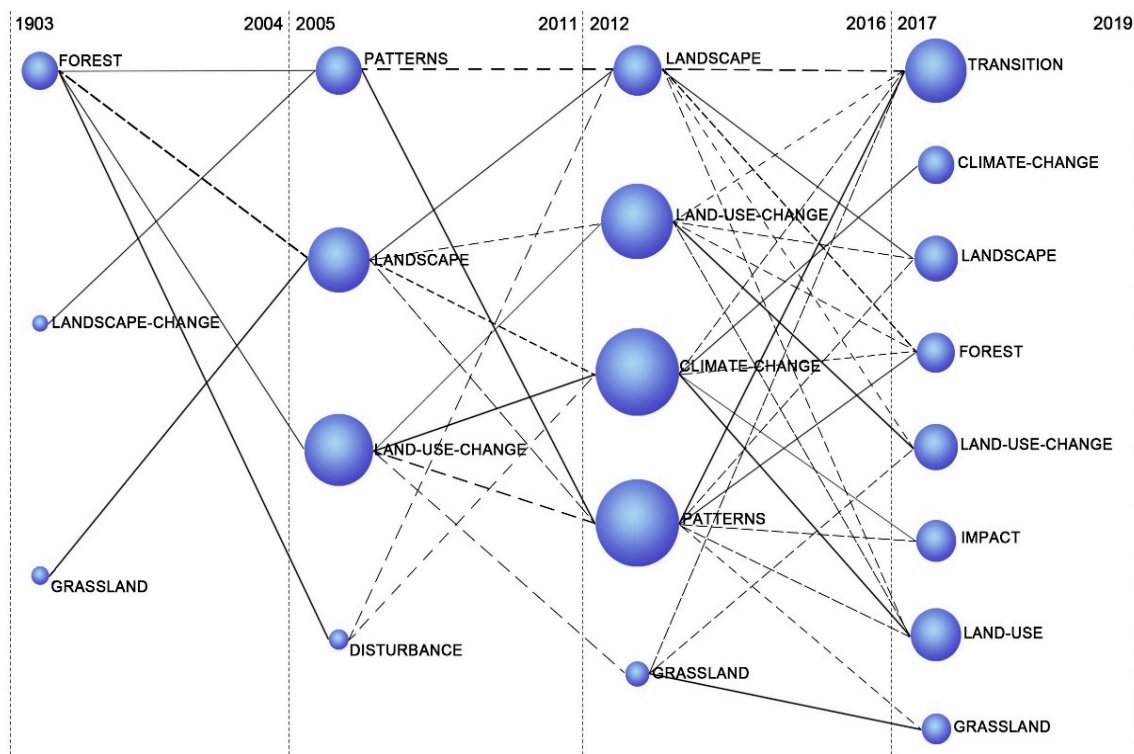 1903 2004 2005 2011 2012 2016 2017 2019
FOREST
LANDSCAPE-CHANGE
GRASSLAND
PATTERNS
LANDSCAPE
LAND-USE-CHANGE
DISTURBANCE
LANDSCAPE
LAND-USE-CHANGE
CLIMATE-CHANGE
PATTERNS
GRASSLAND
TRANSITION
CLIMATE-CHANGE
LANDSCAPE
FOREST
LAND-USE-CHANGE
IMPACT
LAND-USE
GRASSLAND